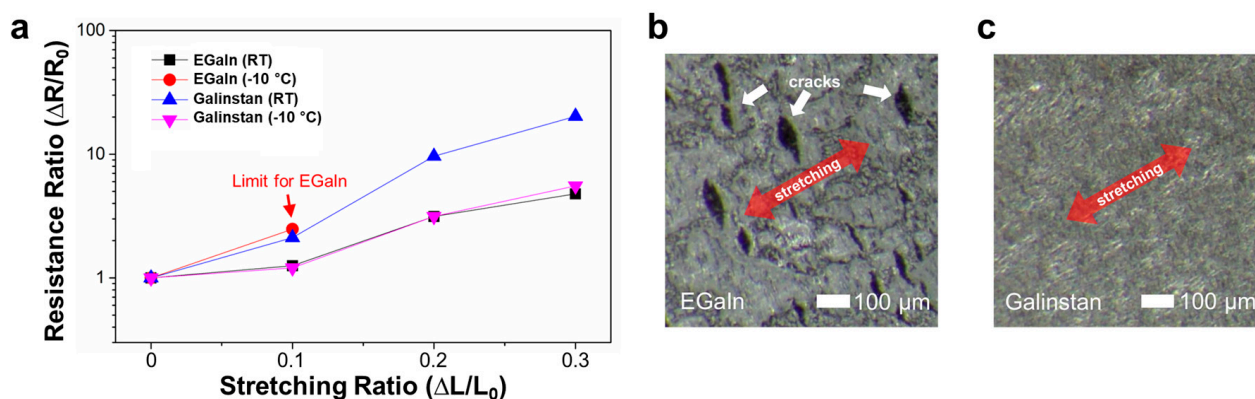 a
100
10
1
Resistance Ratio (ΔR/R₀)
EGaIn (RT)
EGaIn (-10 °C)
Galinstan (RT)
Galinstan (-10 °C)
Limit for EGaIn
0
0.1
0.2
0.3
Stretching Ratio (ΔL/L₀)
b
cracks
stretching
EGaIn
100 μm
c
stretching
Galinstan
100 μm